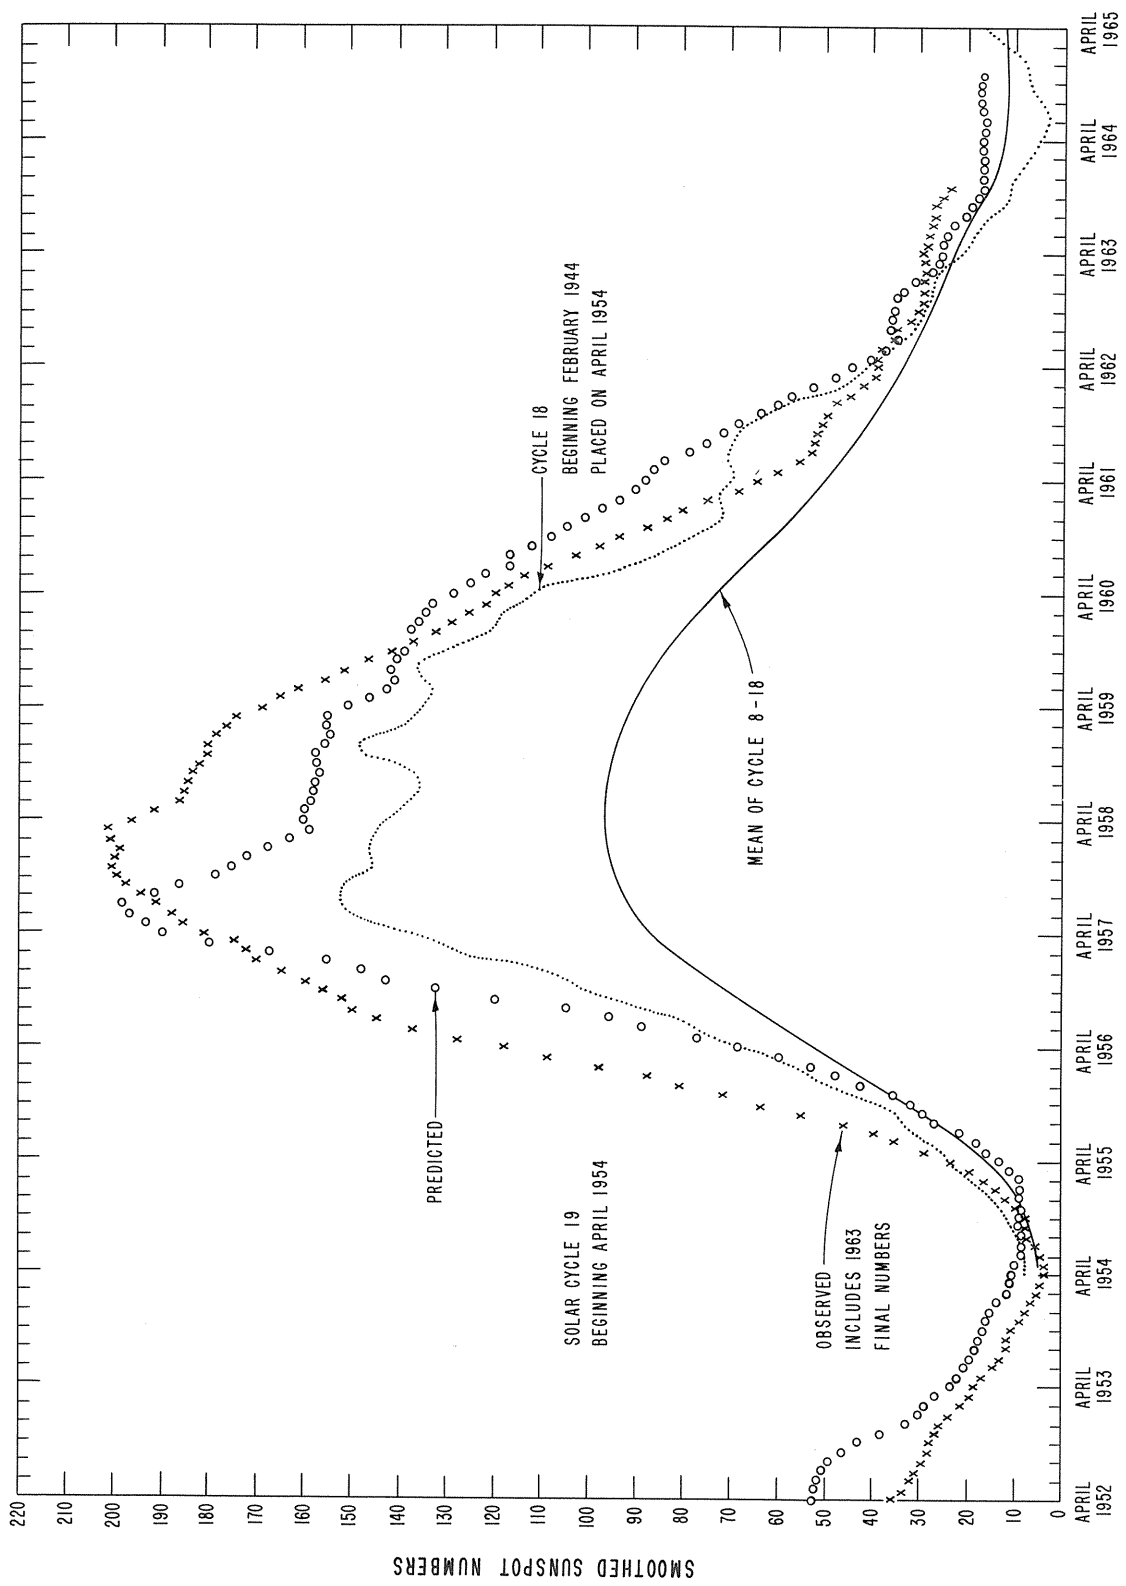 SMOOTHED SUNSPOT NUMBERS
220
210
200
190
180
170
160
150
140
130
120
110
100
90
80
70
60
50
40
30
20
10
0
PREDICTED
SOLAR CYCLE 19
BEGINNING APRIL 1954
OBSERVED
INCLUDES 1963
FINAL NUMBERS
CYCLE 18
BEGINNING FEBRUARY 1944
PLACED ON APRIL 1954
MEAN OF CYCLE 8-18
APRIL
1952
APRIL
1953
APRIL
1954
APRIL
1955
APRIL
1956
APRIL
1957
APRIL
1958
APRIL
1959
APRIL
1960
APRIL
1961
APRIL
1962
APRIL
1963
APRIL
1964
APRIL
1965